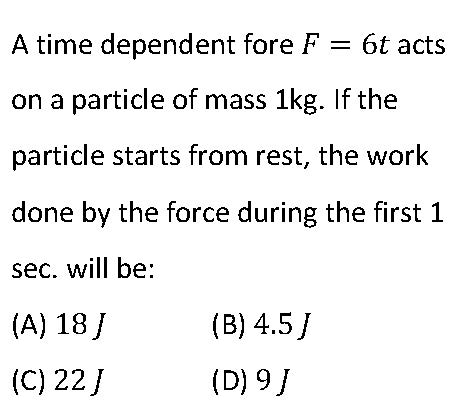 A time dependent fore F = 6t acts
on a particle of mass 1kg. If the
particle starts from rest, the work
done by the force during the first 1
sec. will be:
(A) 18 J (B) 4.5 J
(C) 22 J (D) 9 J